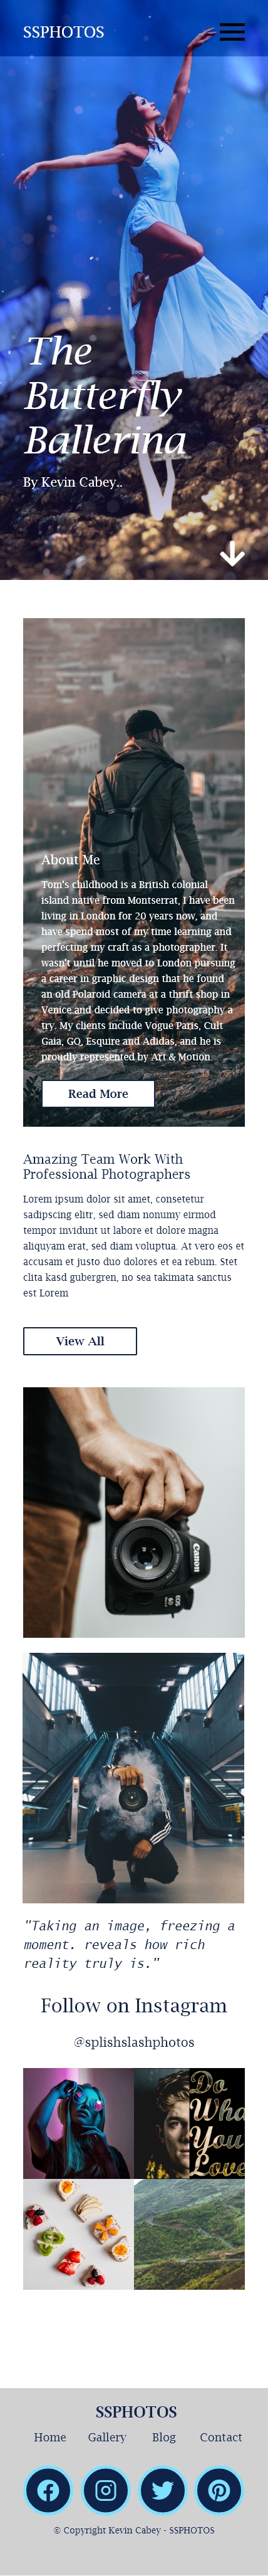 SSPHOTOS
The
Butterfly
Ballerina
By Kevin Cabey..
About Me
Tom's childhood is a British colonial
island native from Montserrat, I have been
living in London for 20 years now, and
have spend most of my time learning and
perfecting my craft as a photographer. It
wasn't until he moved to London pursuing
a career in graphic design that he found
an old Polaroid camera at a thrift shop in
Venice and decided to give photography a
try. My clients include Vogue Paris, Cult
Gaia, GQ, Esquire and Adidas, and he is
proudly represented by Art & Motion.
Read More
Amazing Team Work With
Professional Photographers
Lorem ipsum dolor sit amet, consetetur
sadipscing elitr, sed diam nonumy eirmod
tempor invidunt ut labore et dolore magna
aliquyam erat, sed diam voluptua. At vero eos et
accusam et justo duo dolores et ea rebum. Stet
clita kasd gubergren, no sea takimata sanctus
est Lorem
View All
Canon
EOS
6D
"Taking an image, freezing a
moment. reveals how rich
reality truly is."
Follow on Instagram
@splishslashphotos
Do
What
You
Love
SSPHOTOS
Home Gallery Blog Contact
© Copyright Kevin Cabey - SSPHOTOS